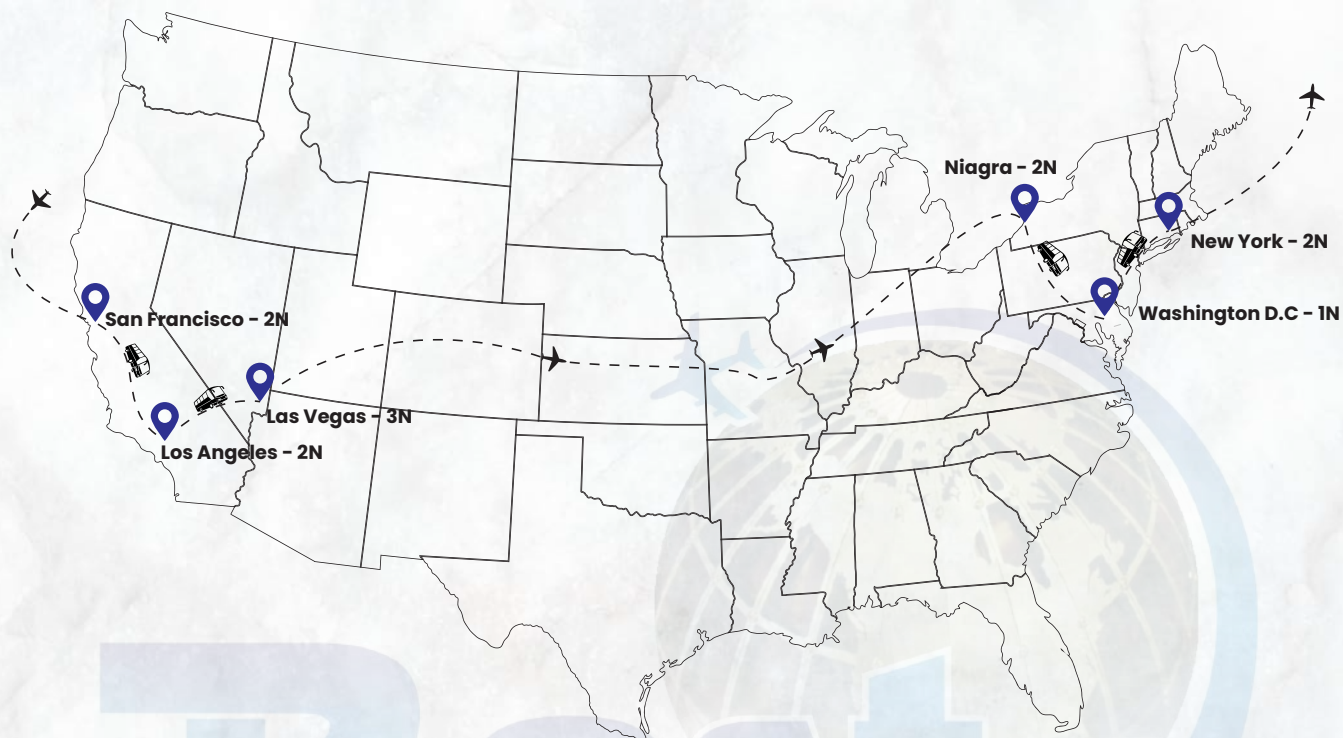 Niagra - 2N
New York - 2N
San Francisco - 2N
Washington D.C - 1N
Las Vegas - 3N
Los Angeles - 2N